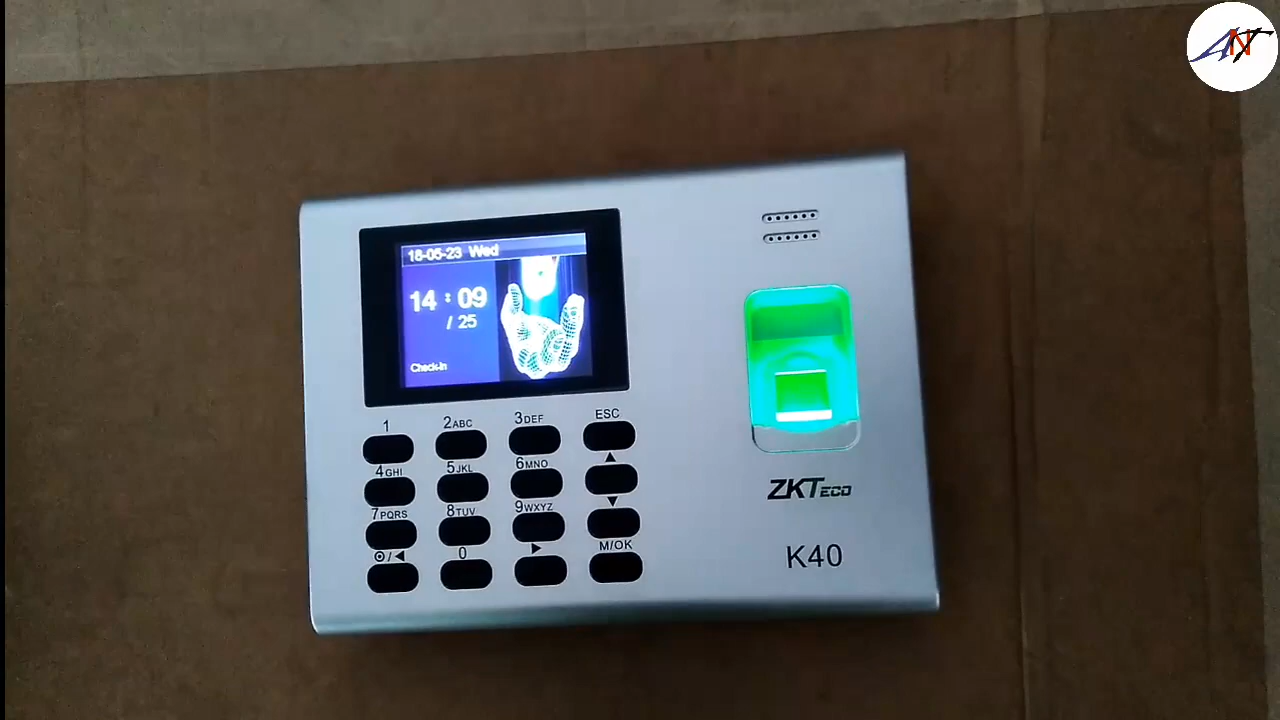 ANT
18-05-23 Wed
14 : 09
/ 25
Check-In
1 2ABC 3DEF ESC
4GHI 5JKL 6MNO ▲
7PQRS 8TUV 9WXYZ ▼
⊙/◀ 0 ▶ M/OK
ZKTECO
K40